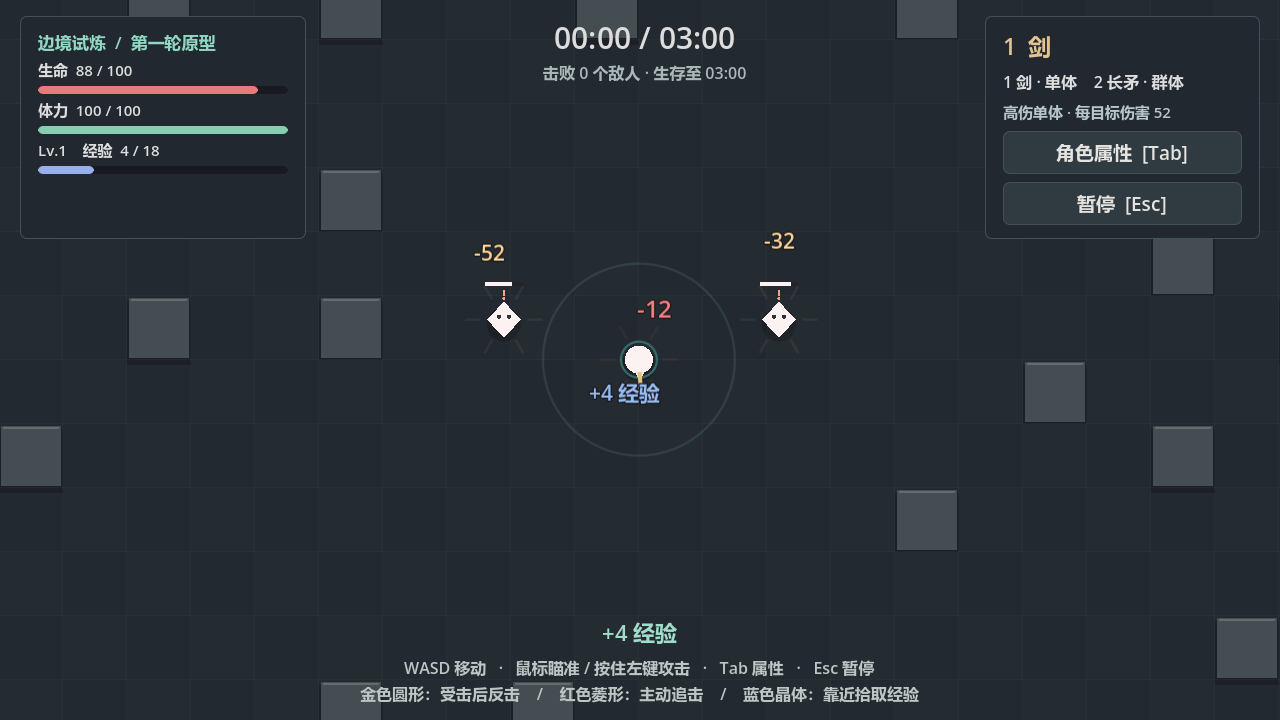 边境试炼 / 第一轮原型
生命 88 / 100
体力 100 / 100
Lv.1 经验 4 / 18
00:00 / 03:00
击败 0 个敌人 · 生存至 03:00
1 剑
1 剑 · 单体 2 长矛 · 群体
高伤单体 · 每目标伤害 52
角色属性 [Tab]
暂停 [Esc]
-52
-32
-12
+4 经验
+4 经验
WASD 移动 · 鼠标瞄准 / 按住左键攻击 · Tab 属性 · Esc 暂停
金色圆形：受击后反击 / 红色菱形：主动追击 / 蓝色晶体：靠近拾取经验